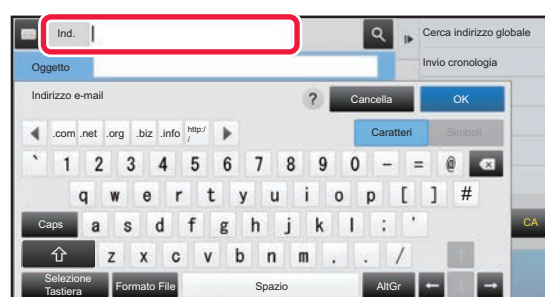 Ind.
Cerca indirizzo globale
Oggetto
Invio cronologia
Indirizzo e-mail ? Cancella OK
.com .net .org .biz .info http:/
/
Caratteri Simboli
` 1 2 3 4 5 6 7 8 9 0 - = @
q w e r t y u i o p [ ] #
Caps a s d f g h j k l ; '
CA
z x c v b n m , . /
Selezione
Tastiera
Formato File Spazio AltGr